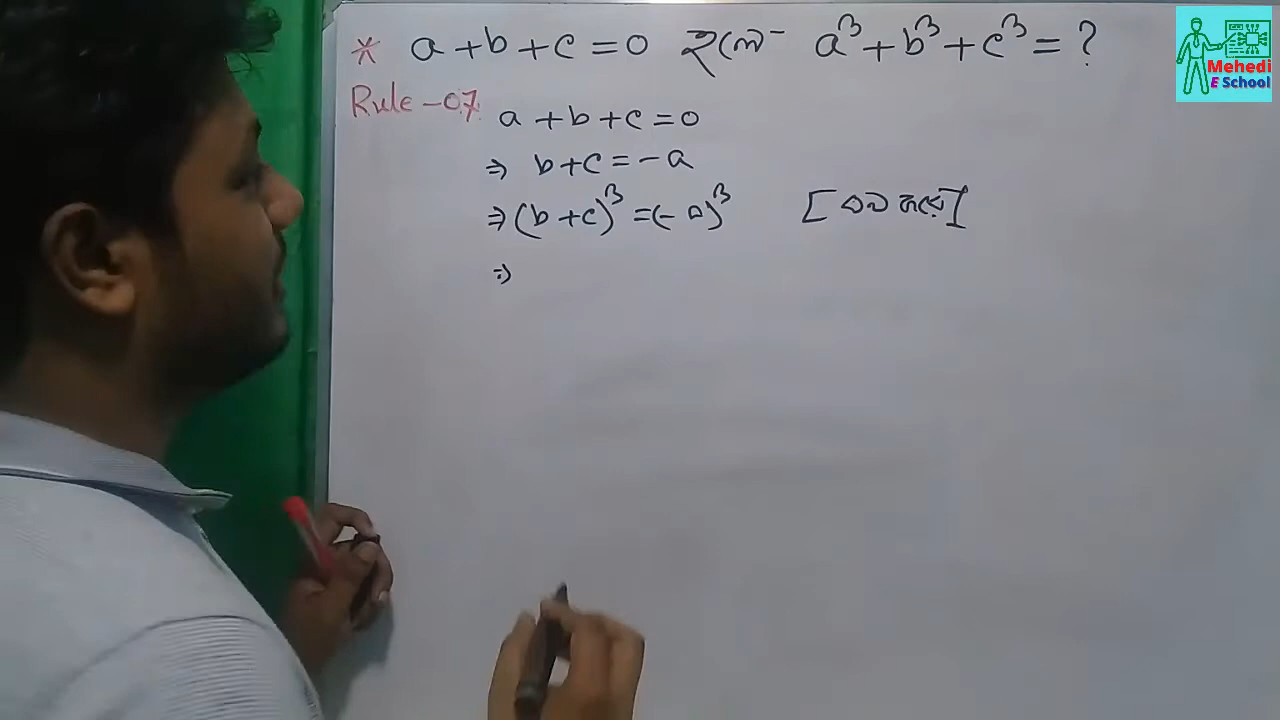 * a + b + c = 0 হলে- a³ + b³ + c³ = ?
Rule-07.
a + b + c = 0
⇒ b + c = - a
⇒ (b + c)³ = (- a)³ [ঘন করে]
⇒
Mehedi
E School